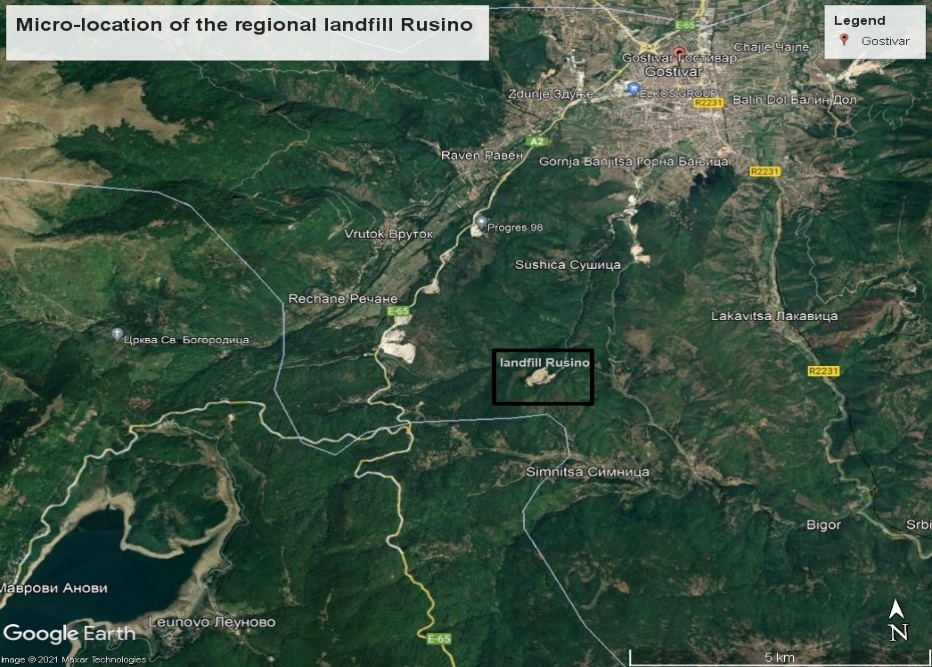 Micro-location of the regional landfill Rusino
Legend
Gostivar
E-65
Chajle Чајле
Gostivar Гостивар
Gostivar
Zdunje Здуње
ELKOS GROUP
R2231
Balin Dol Балин Дол
A2
Raven Равен
Gornja Banjitsa Горна Бањица
R2231
Vrutok Вруток
Progres 98
Sushica Сушица
Rechane Речане
E-65
Lakavitsa Лакавица
Црква Св. Богородица
landfill Rusino
R2231
Simnitsa Симница
Bigor
Srbi
Маврови Анови
Leunovo Леуново
N
Google Earth
E-65
Image © 2021 Maxar Technologies
5 km